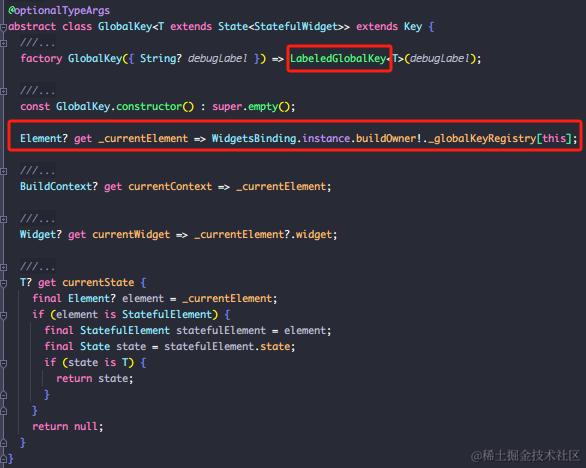 @optionalTypeArgs
abstract class GlobalKey<T extends State<StatefulWidget>> extends Key {
///...
factory GlobalKey({ String? debugLabel }) => LabeledGlobalKey<T>(debugLabel);
///...
const GlobalKey.constructor() : super.empty();
Element? get _currentElement => WidgetsBinding.instance.buildOwner!._globalKeyRegistry[this];
///...
BuildContext? get currentContext => _currentElement;
///...
Widget? get currentWidget => _currentElement?.widget;
///...
T? get currentState {
final Element? element = _currentElement;
if (element is StatefulElement) {
final StatefulElement statefulElement = element;
final State state = statefulElement.state;
if (state is T) {
return state;
}
}
return null;
}
}
@稀土掘金技术社区